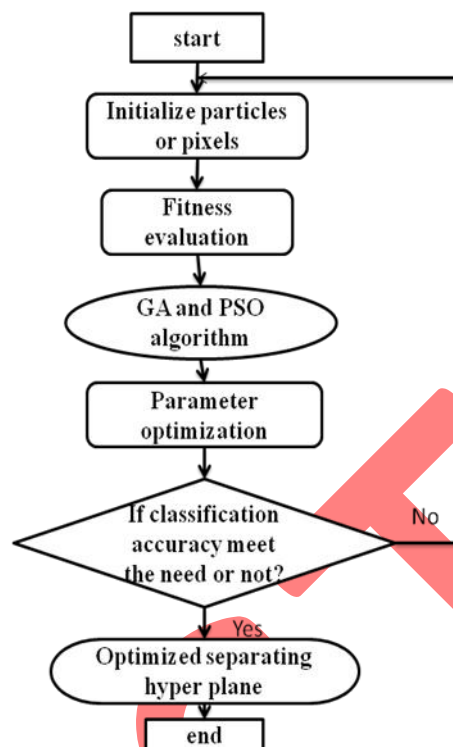 start
Initialize particles
or pixels
Fitness
evaluation
GA and PSO
algorithm
Parameter
optimization
If classification
accuracy meet
the need or not?
No
Yes
Optimized separating
hyper plane
end